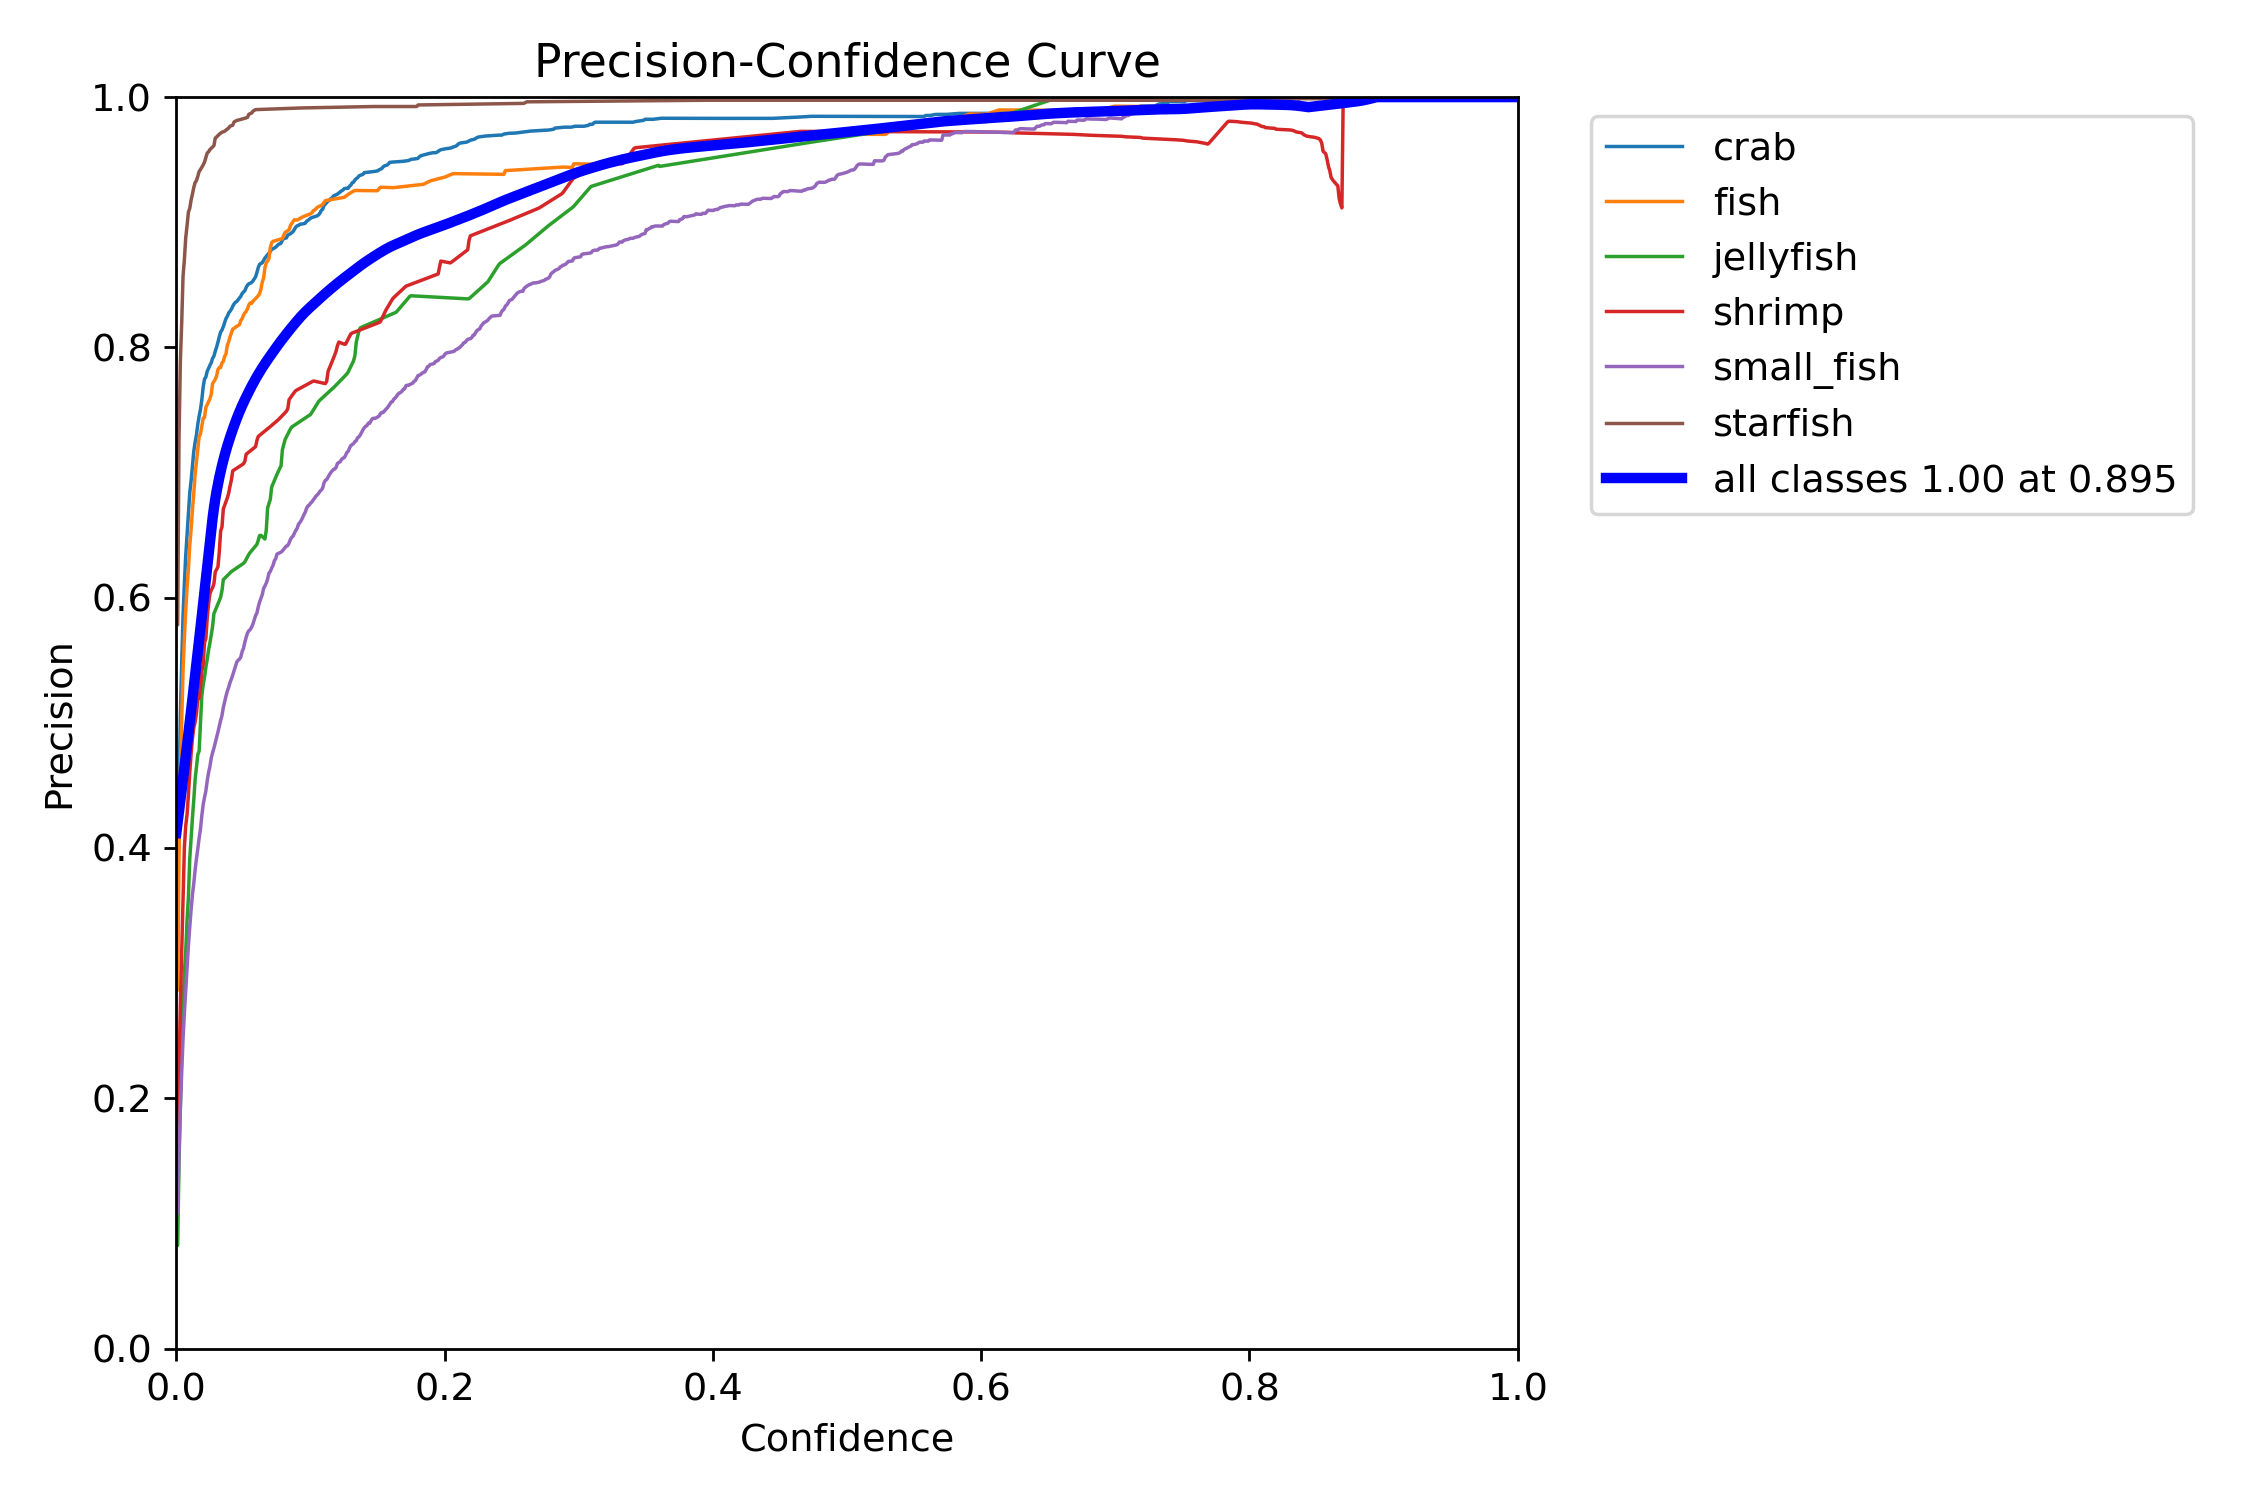 Precision-Confidence Curve
1.0
0.8
0.6
0.4
0.2
0.0
Precision
0.0 0.2 0.4 0.6 0.8 1.0
Confidence
crab
fish
jellyfish
shrimp
small_fish
starfish
all classes 1.00 at 0.895